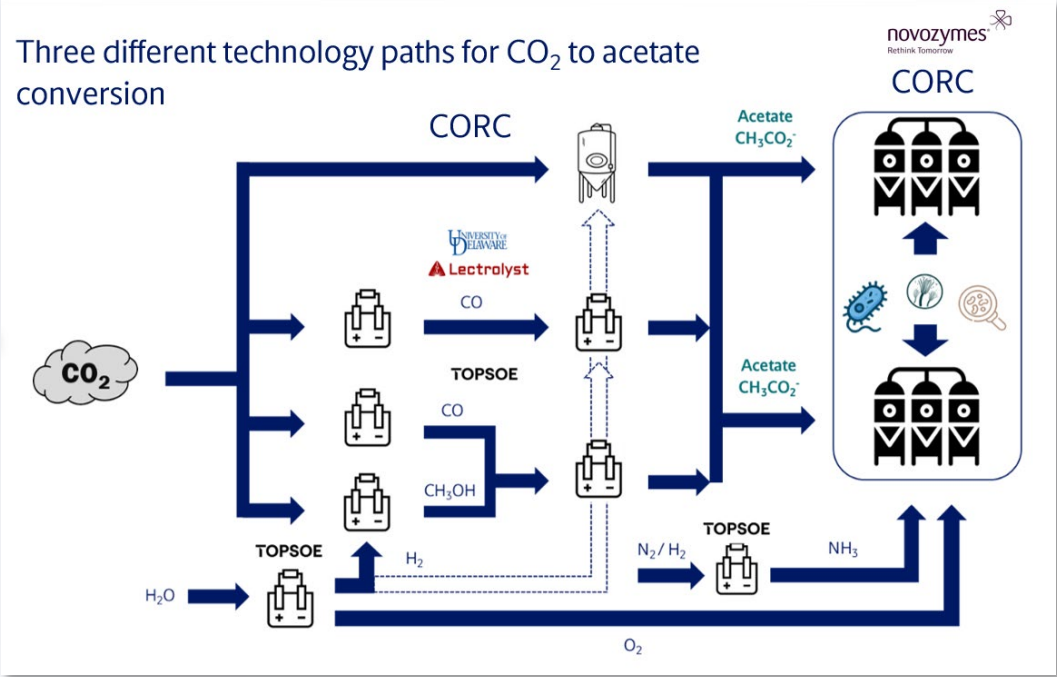 Three different technology paths for CO₂ to acetate
conversion
novozymes
Rethink Tomorrow
CORC
CORC
Acetate
CH₃CO₂⁻
UNIVERSITY OF
DELAWARE
Lectrolyst
CO
CO₂
TOPSOE
Acetate
CH₃CO₂⁻
CO
CH₃OH
TOPSOE
H₂
TOPSOE
N₂/ H₂
NH₃
H₂O
O₂